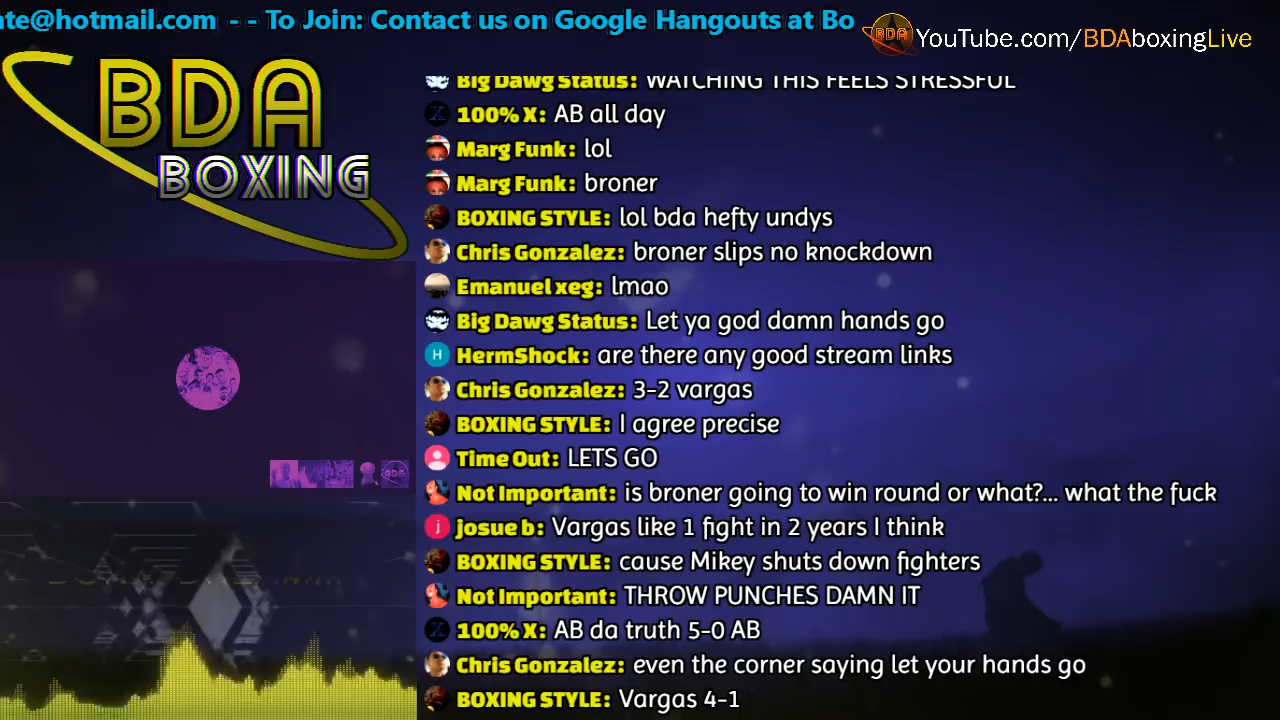 ate@hotmail.com - - To Join: Contact us on Google Hangouts at Bo
YouTube.com/BDAboxingLive
BDA
BOXING
Big Dawg Status: WATCHING THIS FEELS STRESSFUL
100% X: AB all day
Marg Funk: lol
Marg Funk: broner
BOXING STYLE: lol bda hefty undys
Chris Gonzalez: broner slips no knockdown
Emanuel xeg: lmao
Big Dawg Status: Let ya god damn hands go
H HermShock: are there any good stream links
Chris Gonzalez: 3-2 vargas
BOXING STYLE: I agree precise
Time Out: LETS GO
Not Important: is broner going to win round or what?... what the fuck
j josue b: Vargas like 1 fight in 2 years I think
BOXING STYLE: cause Mikey shuts down fighters
Not Important: THROW PUNCHES DAMN IT
100% X: AB da truth 5-0 AB
Chris Gonzalez: even the corner saying let your hands go
BOXING STYLE: Vargas 4-1